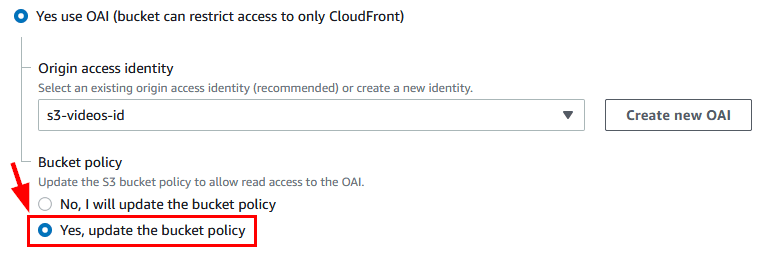 Yes use OAI (bucket can restrict access to only CloudFront)
Origin access identity
Select an existing origin access identity (recommended) or create a new identity.
s3-videos-id
Create new OAI
Bucket policy
Update the S3 bucket policy to allow read access to the OAI.
No, I will update the bucket policy
Yes, update the bucket policy